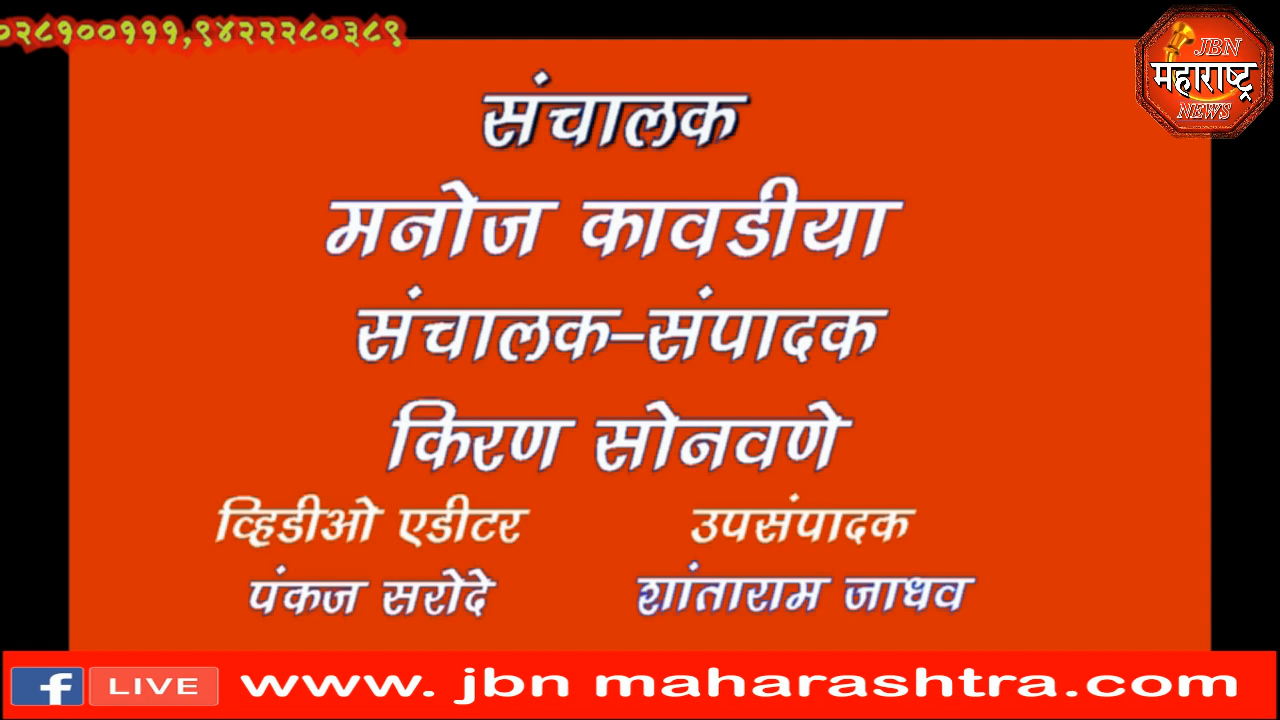 ०२८१००१११,९४२२२८०३८९
JBN
महाराष्ट्र
NEWS
संचालक
मनोज कावडीया
संचालक-संपादक
किरण सोनवणे
व्हिडीओ एडीटर उपसंपादक
पंकज सरोदे शांताराम जाधव
f LIVE www. jbn maharashtra.com